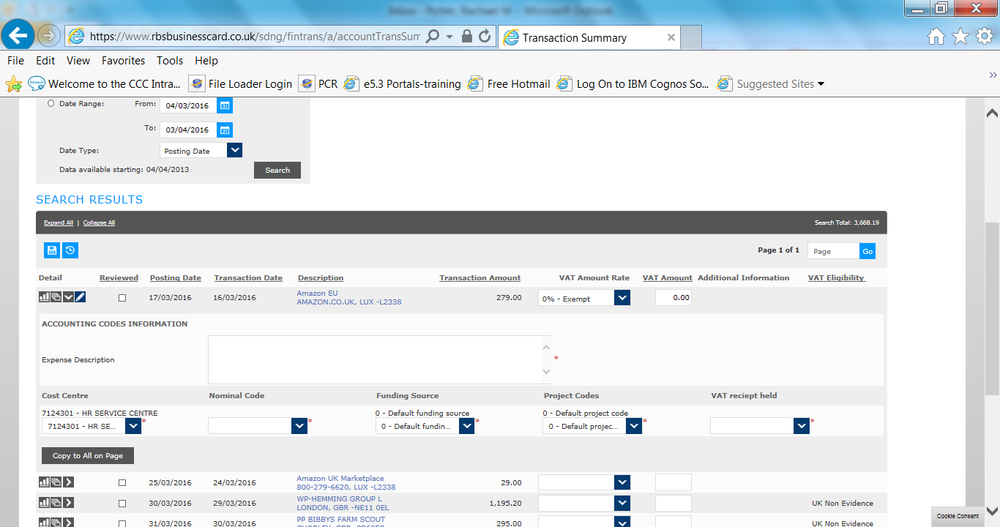 Inbox - Potter, Rachael M - Microsoft Outlook
https://www.rbsbusinesscard.co.uk/sdng/fintrans/a/accountTransSum
Transaction Summary
File Edit View Favorites Tools Help
Welcome to the CCC Intra... File Loader Login PCR e5.3 Portals-training Free Hotmail Log On to IBM Cognos So... Suggested Sites
Date Range: From: 04/03/2016
To: 03/04/2016
Date Type: Posting Date
Data available starting: 04/04/2013 Search
SEARCH RESULTS
Expand All | Collapse All Search Total: 3,668.19
Page 1 of 1 Page Go
Detail Reviewed Posting Date Transaction Date Description Transaction Amount VAT Amount Rate VAT Amount Additional Information VAT Eligibility
17/03/2016 16/03/2016 Amazon EU 279.00 0% - Exempt 0.00
AMAZON.CO.UK, LUX -L2338
ACCOUNTING CODES INFORMATION
Expense Description *
Cost Centre Nominal Code Funding Source Project Codes VAT reciept held
7124301 - HR SERVICE CENTRE 0 - Default funding source 0 - Default project code
7124301 - HR SE... * * 0 - Default fundin... * 0 - Default projec... * *
Copy to All on Page
25/03/2016 24/03/2016 Amazon UK Marketplace 29.00
800-279-6620, LUX -L2338
30/03/2016 29/03/2016 WP-HEMMING GROUP L 1,195.20 UK Non Evidence
LONDON, GBR -NE11 0EL
31/03/2016 30/03/2016 PP BIBBYS FARM SCOUT 295.00 UK Non Evidence
Cookie Consent